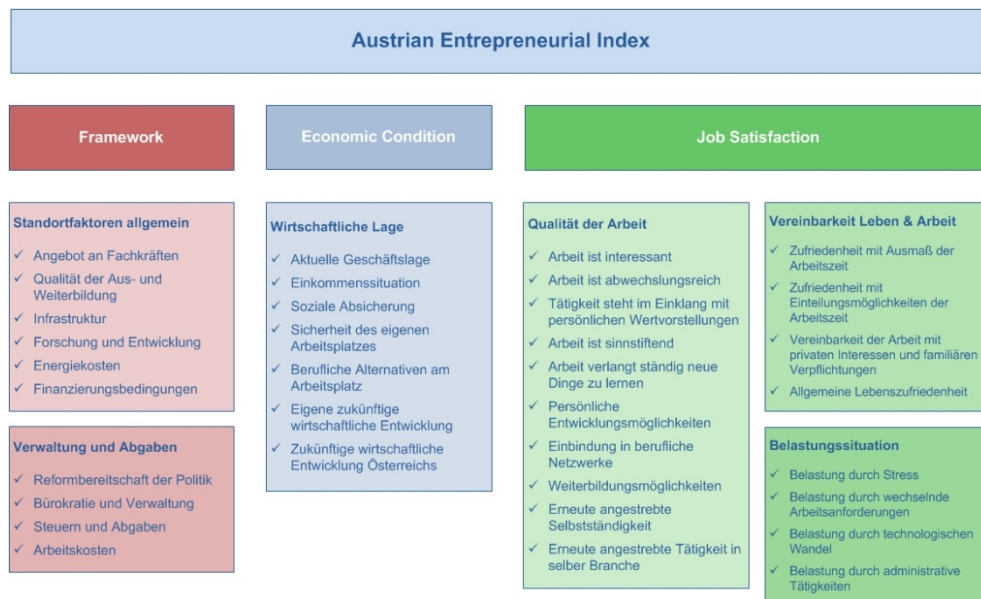 Austrian Entrepreneurial Index
Framework
Standortfaktoren allgemein
✓ Angebot an Fachkräften
✓ Qualität der Aus- und
Weiterbildung
✓ Infrastruktur
✓ Forschung und Entwicklung
✓ Energiekosten
✓ Finanzierungsbedingungen
Verwaltung und Abgaben
✓ Reformbereitschaft der Politik
✓ Bürokratie und Verwaltung
✓ Steuern und Abgaben
✓ Arbeitskosten
Economic Condition
Wirtschaftliche Lage
✓ Aktuelle Geschäftslage
✓ Einkommenssituation
✓ Soziale Absicherung
✓ Sicherheit des eigenen
Arbeitsplatzes
✓ Berufliche Alternativen am
Arbeitsplatz
✓ Eigene zukünftige
wirtschaftliche Entwicklung
✓ Zukünftige wirtschaftliche
Entwicklung Österreichs
Job Satisfaction
Qualität der Arbeit
✓ Arbeit ist interessant
✓ Arbeit ist abwechslungsreich
✓ Tätigkeit steht im Einklang mit
persönlichen Wertvorstellungen
✓ Arbeit ist sinnstiftend
✓ Arbeit verlangt ständig neue
Dinge zu lernen
✓ Persönliche
Entwicklungsmöglichkeiten
✓ Einbindung in berufliche
Netzwerke
✓ Weiterbildungsmöglichkeiten
✓ Erneute angestrebte
Selbstständigkeit
✓ Erneute angestrebte Tätigkeit in
selber Branche
Vereinbarkeit Leben & Arbeit
✓ Zufriedenheit mit Ausmaß der
Arbeitszeit
✓ Zufriedenheit mit
Einteilungsmöglichkeiten der
Arbeitszeit
✓ Vereinbarkeit der Arbeit mit
privaten Interessen und familiären
Verpflichtungen
✓ Allgemeine Lebenszufriedenheit
Belastungssituation
✓ Belastung durch Stress
✓ Belastung durch wechselnde
Arbeitsanforderungen
✓ Belastung durch technologischen
Wandel
✓ Belastung durch administrative
Tätigkeiten